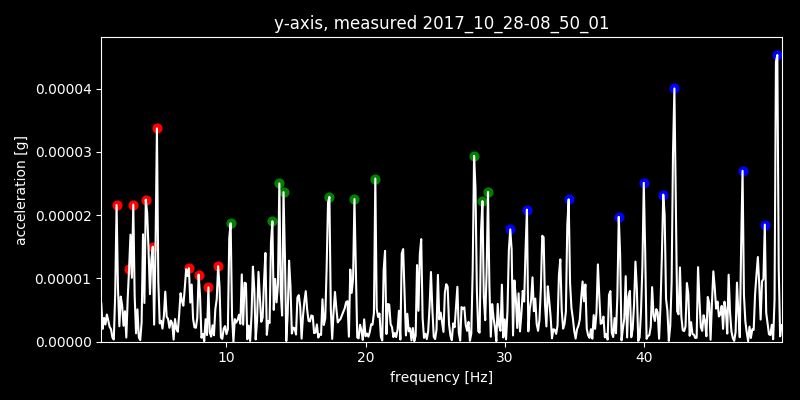 y-axis, measured 2017_10_28-08_50_01
acceleration [g]
0.00004
0.00003
0.00002
0.00001
0.00000
10 20 30 40
frequency [Hz]